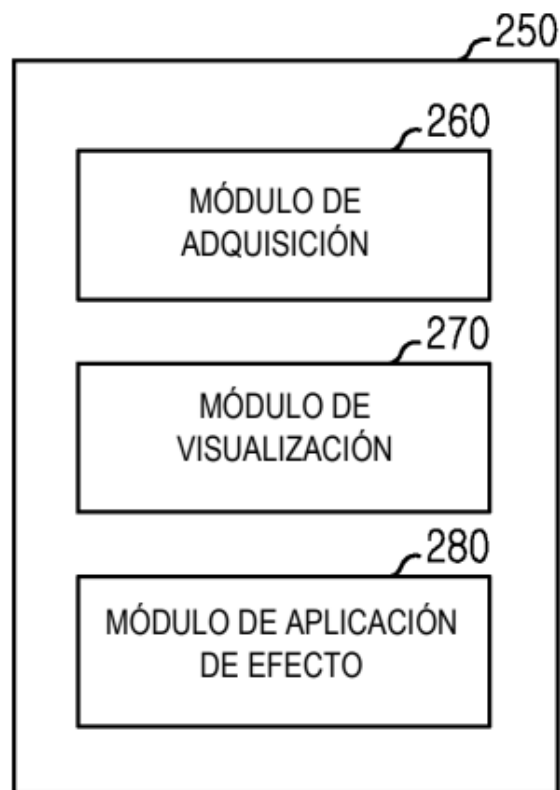 250
260
MÓDULO DE
ADQUISICIÓN
270
MÓDULO DE
VISUALIZACIÓN
280
MÓDULO DE APLICACIÓN
DE EFECTO